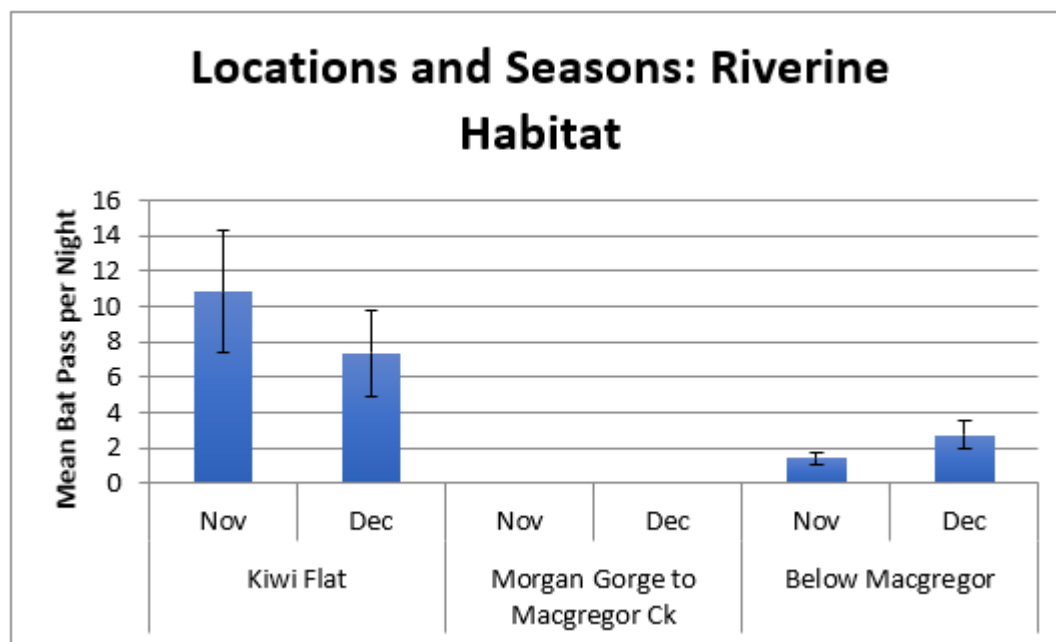 Locations and Seasons: Riverine
Habitat
Mean Bat Pass per Night
16
14
12
10
8
6
4
2
0
Nov Dec Nov Dec Nov Dec
Kiwi Flat Morgan Gorge to Below Macgregor
Macgregor Ck